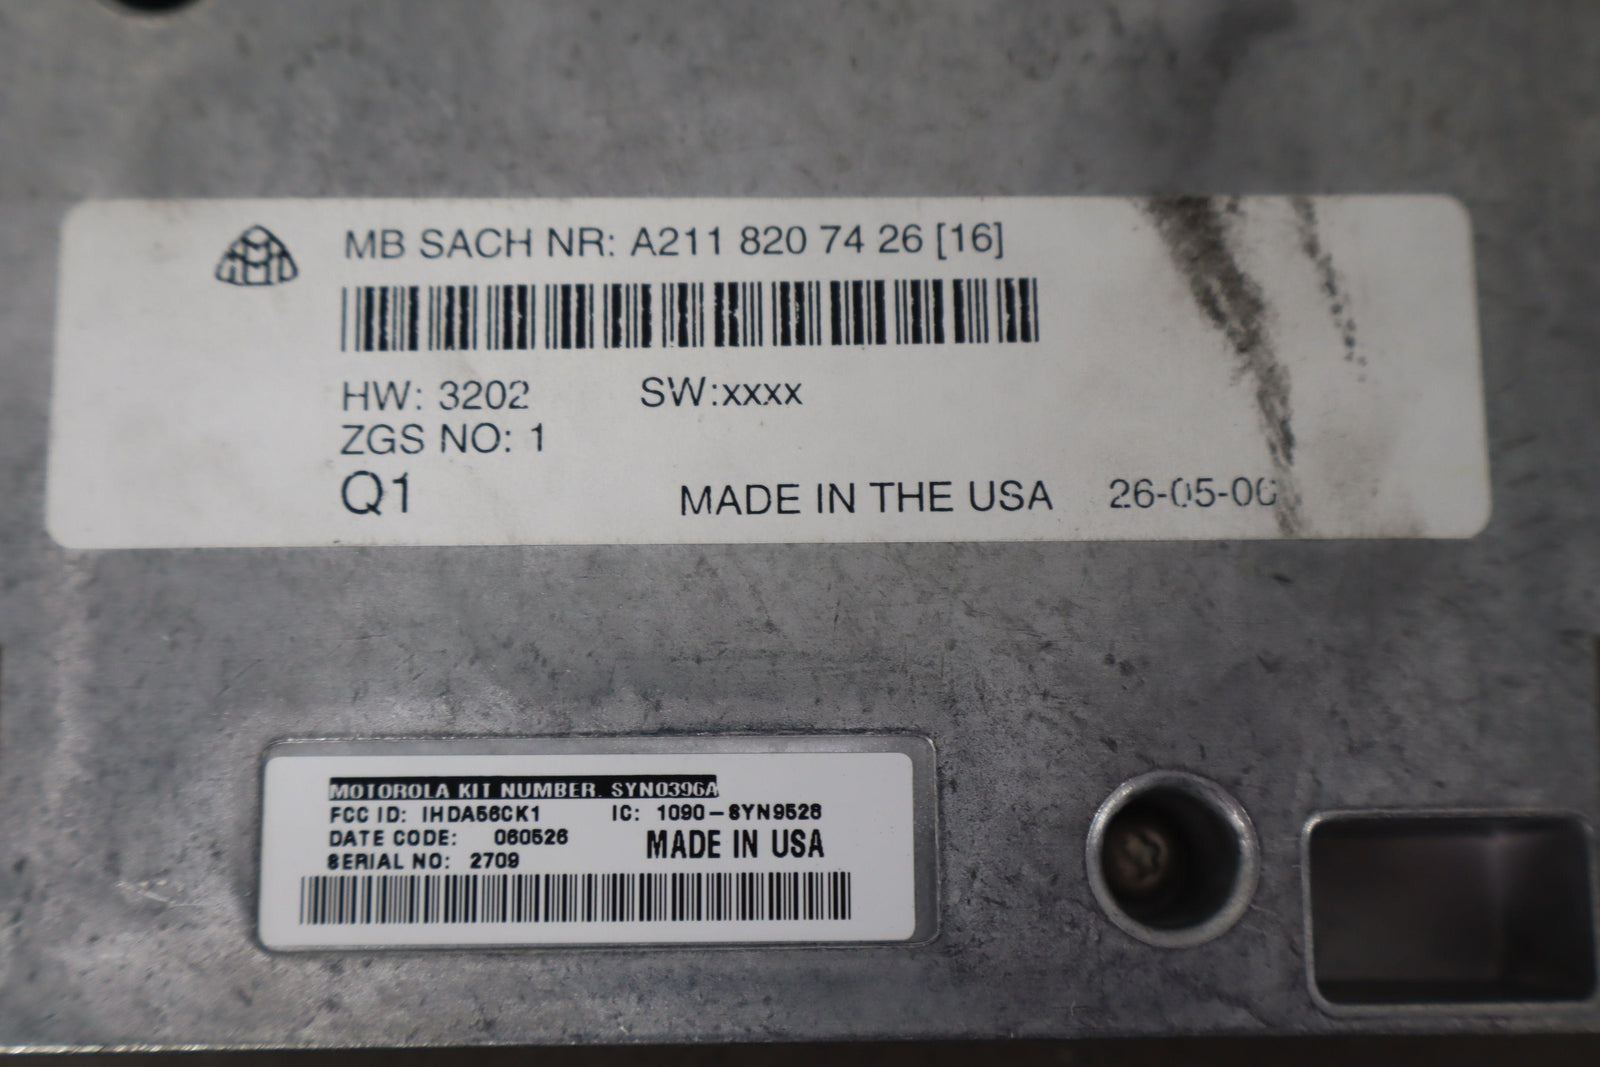 MB SACH NR: A211 820 74 26 [16]
HW: 3202 SW:xxxx
ZGS NO: 1
Q1
MADE IN THE USA 26-05-06
MOTOROLA KIT NUMBER. SYN0396A
FCC ID: IHDA56CK1 IC: 1090-SYN9528
DATE CODE: 060526
MADE IN USA
SERIAL NO: 2709